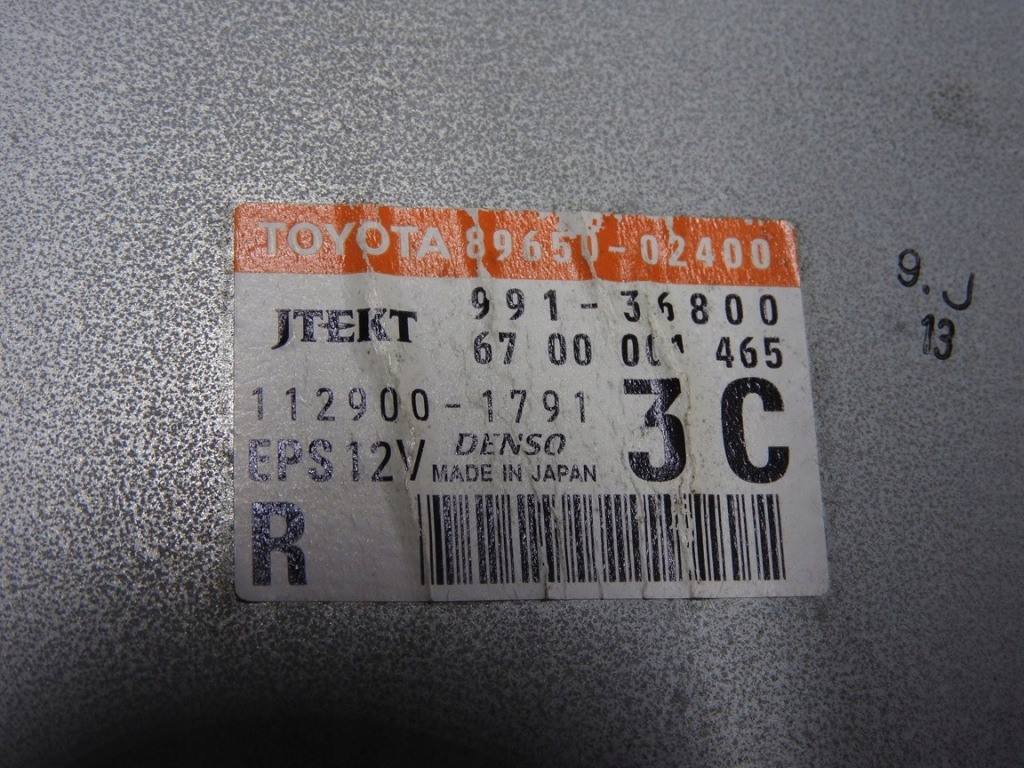 TOYOTA 89650-02400
JTEKT 991-36800
67 00 001 465
112900-1791
3C
EPS 12V DENSO
MADE IN JAPAN
R
9. J
13